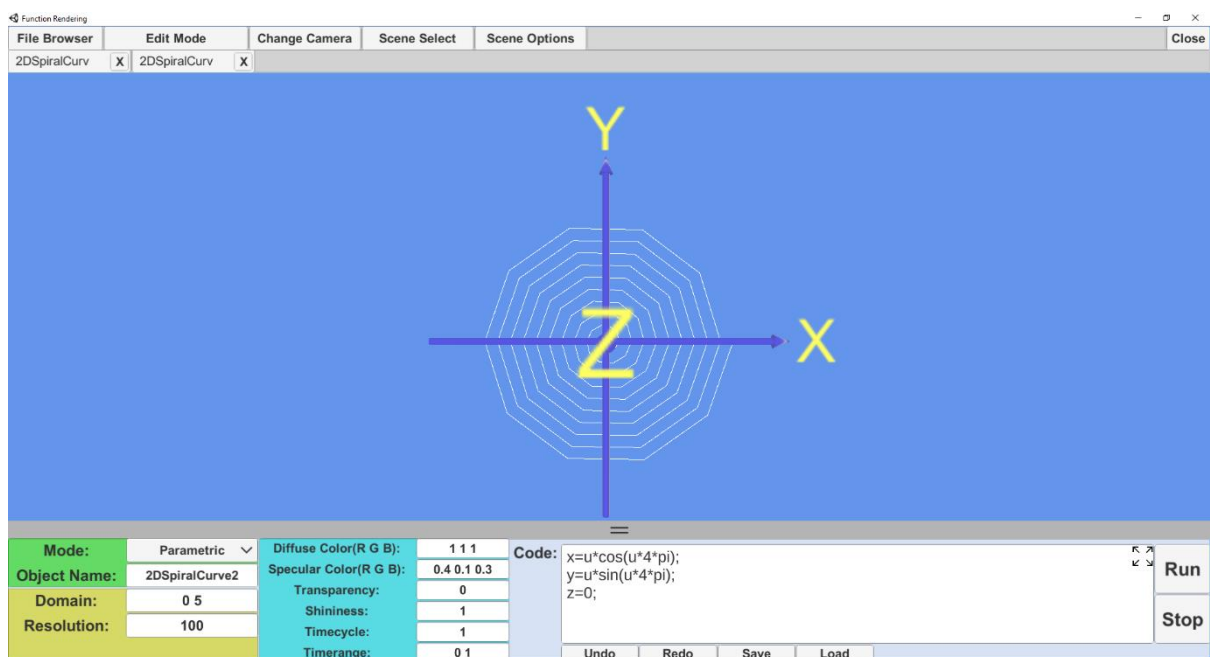 Function Rendering
File Browser Edit Mode Change Camera Scene Select Scene Options Close
2DSpiralCurv X 2DSpiralCurv X
Y
Z X
Mode: Parametric
Object Name: 2DSpiralCurve2
Domain: 0 5
Resolution: 100
Diffuse Color(R G B): 1 1 1
Specular Color(R G B): 0.4 0.1 0.3
Transparency: 0
Shininess: 1
Timecycle: 1
Timerange: 0 1
Code:
x=u*cos(u*4*pi);
y=u*sin(u*4*pi);
z=0;
Run
Stop
Undo Redo Save Load